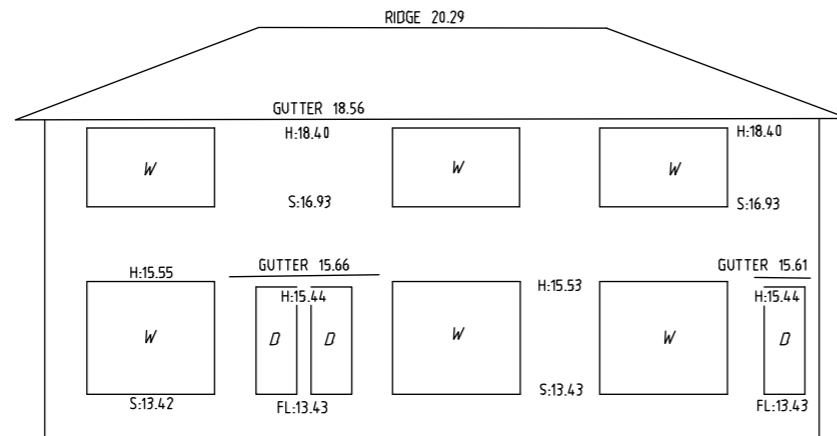 RIDGE 20.29
GUTTER 18.56
H:18.40
H:18.40
W
W
W
S:16.93
S:16.93
GUTTER 15.66
GUTTER 15.61
H:15.55
H:15.53
H:15.44
H:15.44
W
D
D
W
W
D
S:13.43
S:13.42
FL:13.43
FL:13.43